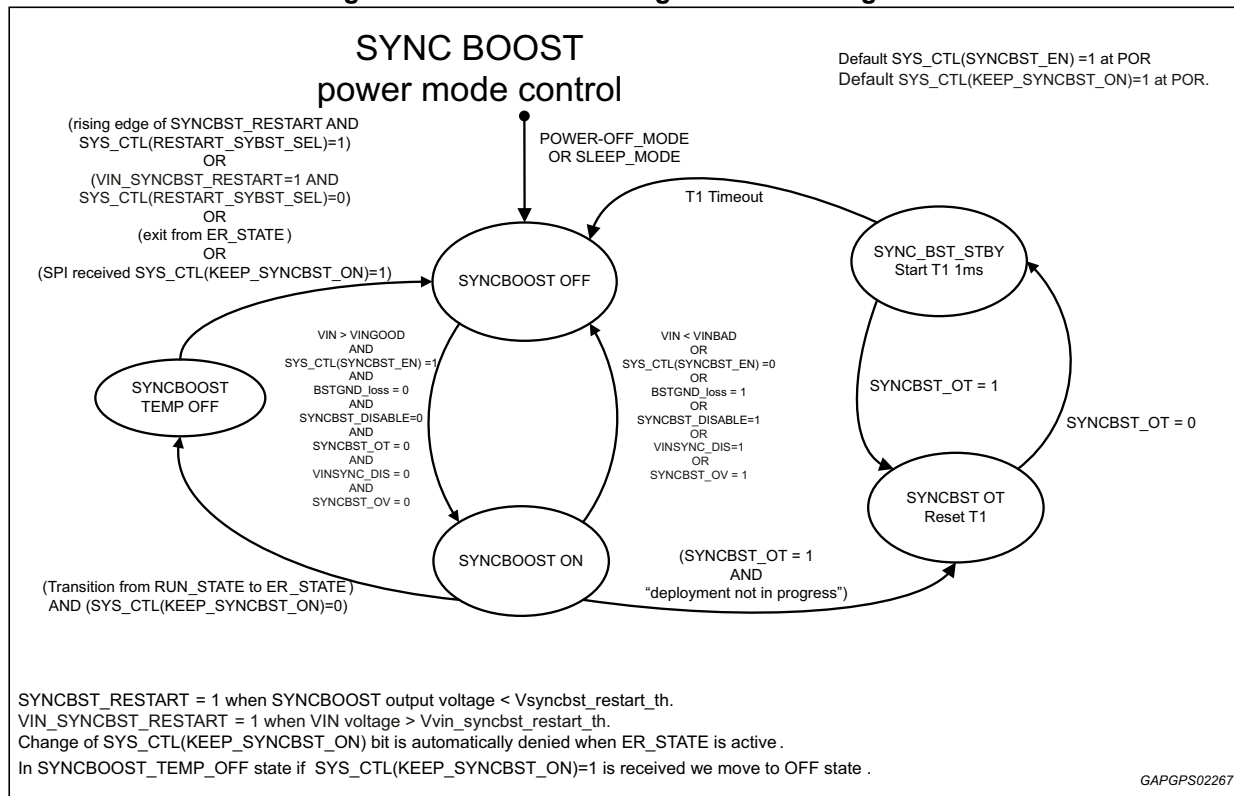 SYNC BOOST
power mode control
Default SYS_CTL(SYNCBST_EN) =1 at POR
Default SYS_CTL(KEEP_SYNCBST_ON)=1 at POR.
(rising edge of SYNCBST_RESTART AND
SYS_CTL(RESTART_SYBST_SEL)=1)
OR
(VIN_SYNCBST_RESTART=1 AND
SYS_CTL(RESTART_SYBST_SEL)=0)
OR
(exit from ER_STATE)
OR
(SPI received SYS_CTL(KEEP_SYNCBST_ON)=1)
POWER-OFF_MODE
OR SLEEP_MODE
T1 Timeout
SYNC_BST_STBY
Start T1 1ms
SYNCBOOST OFF
VIN > VINGOOD
AND
SYS_CTL(SYNCBST_EN) =1
AND
BSTGND_loss = 0
AND
SYNCBST_DISABLE=0
AND
SYNCBST_OT = 0
AND
VINSYNC_DIS = 0
AND
SYNCBST_OV = 0
VIN < VINBAD
OR
SYS_CTL(SYNCBST_EN) =0
OR
BSTGND_loss = 1
OR
SYNCBST_DISABLE=1
OR
VINSYNC_DIS=1
OR
SYNCBST_OV = 1
SYNCBOOST
TEMP OFF
SYNCBST_OT = 1
SYNCBST_OT = 0
SYNCBST OT
Reset T1
SYNCBOOST ON
(SYNCBST_OT = 1
AND
“deployment not in progress”)
(Transition from RUN_STATE to ER_STATE)
AND (SYS_CTL(KEEP_SYNCBST_ON)=0)
SYNCBST_RESTART = 1 when SYNCBOOST output voltage < Vsyncbst_restart_th.
VIN_SYNCBST_RESTART = 1 when VIN voltage > Vvin_syncbst_restart_th.
Change of SYS_CTL(KEEP_SYNCBST_ON) bit is automatically denied when ER_STATE is active.
In SYNCBOOST_TEMP_OFF state if SYS_CTL(KEEP_SYNCBST_ON)=1 is received we move to OFF state .
GAPGPS02267